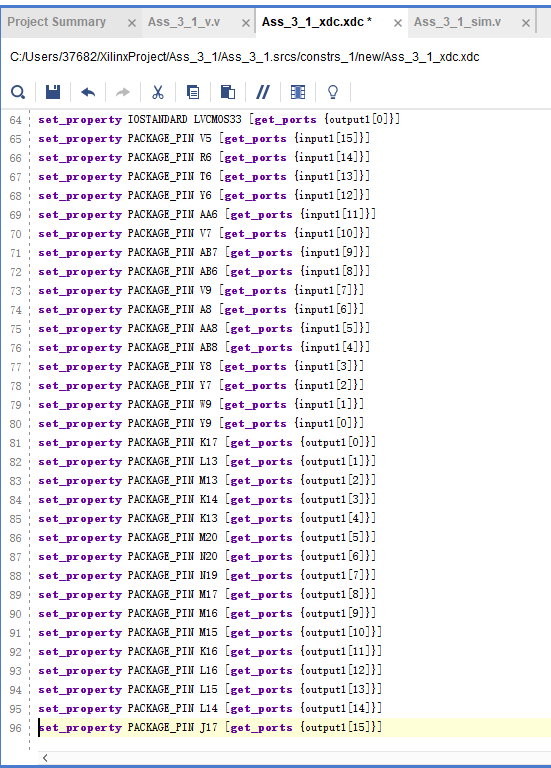 Project Summary × Ass_3_1_v.v × Ass_3_1_xdc.xdc * × Ass_3_1_sim.v ×
C:/Users/37682/XilinxProject/Ass_3_1/Ass_3_1.srcs/constrs_1/new/Ass_3_1_xdc.xdc
64 set_property IOSTANDARD LVCMOS33 [get_ports {output1[0]}]
65 set_property PACKAGE_PIN V5 [get_ports {input1[15]}]
66 set_property PACKAGE_PIN R6 [get_ports {input1[14]}]
67 set_property PACKAGE_PIN T6 [get_ports {input1[13]}]
68 set_property PACKAGE_PIN Y6 [get_ports {input1[12]}]
69 set_property PACKAGE_PIN AA6 [get_ports {input1[11]}]
70 set_property PACKAGE_PIN V7 [get_ports {input1[10]}]
71 set_property PACKAGE_PIN AB7 [get_ports {input1[9]}]
72 set_property PACKAGE_PIN AB6 [get_ports {input1[8]}]
73 set_property PACKAGE_PIN V9 [get_ports {input1[7]}]
74 set_property PACKAGE_PIN A8 [get_ports {input1[6]}]
75 set_property PACKAGE_PIN AA8 [get_ports {input1[5]}]
76 set_property PACKAGE_PIN AB8 [get_ports {input1[4]}]
77 set_property PACKAGE_PIN Y8 [get_ports {input1[3]}]
78 set_property PACKAGE_PIN Y7 [get_ports {input1[2]}]
79 set_property PACKAGE_PIN W9 [get_ports {input1[1]}]
80 set_property PACKAGE_PIN Y9 [get_ports {input1[0]}]
81 set_property PACKAGE_PIN K17 [get_ports {output1[0]}]
82 set_property PACKAGE_PIN L13 [get_ports {output1[1]}]
83 set_property PACKAGE_PIN M13 [get_ports {output1[2]}]
84 set_property PACKAGE_PIN K14 [get_ports {output1[3]}]
85 set_property PACKAGE_PIN K13 [get_ports {output1[4]}]
86 set_property PACKAGE_PIN M20 [get_ports {output1[5]}]
87 set_property PACKAGE_PIN N20 [get_ports {output1[6]}]
88 set_property PACKAGE_PIN N19 [get_ports {output1[7]}]
89 set_property PACKAGE_PIN M17 [get_ports {output1[8]}]
90 set_property PACKAGE_PIN M16 [get_ports {output1[9]}]
91 set_property PACKAGE_PIN M15 [get_ports {output1[10]}]
92 set_property PACKAGE_PIN K16 [get_ports {output1[11]}]
93 set_property PACKAGE_PIN L16 [get_ports {output1[12]}]
94 set_property PACKAGE_PIN L15 [get_ports {output1[13]}]
95 set_property PACKAGE_PIN L14 [get_ports {output1[14]}]
96 set_property PACKAGE_PIN J17 [get_ports {output1[15]}]